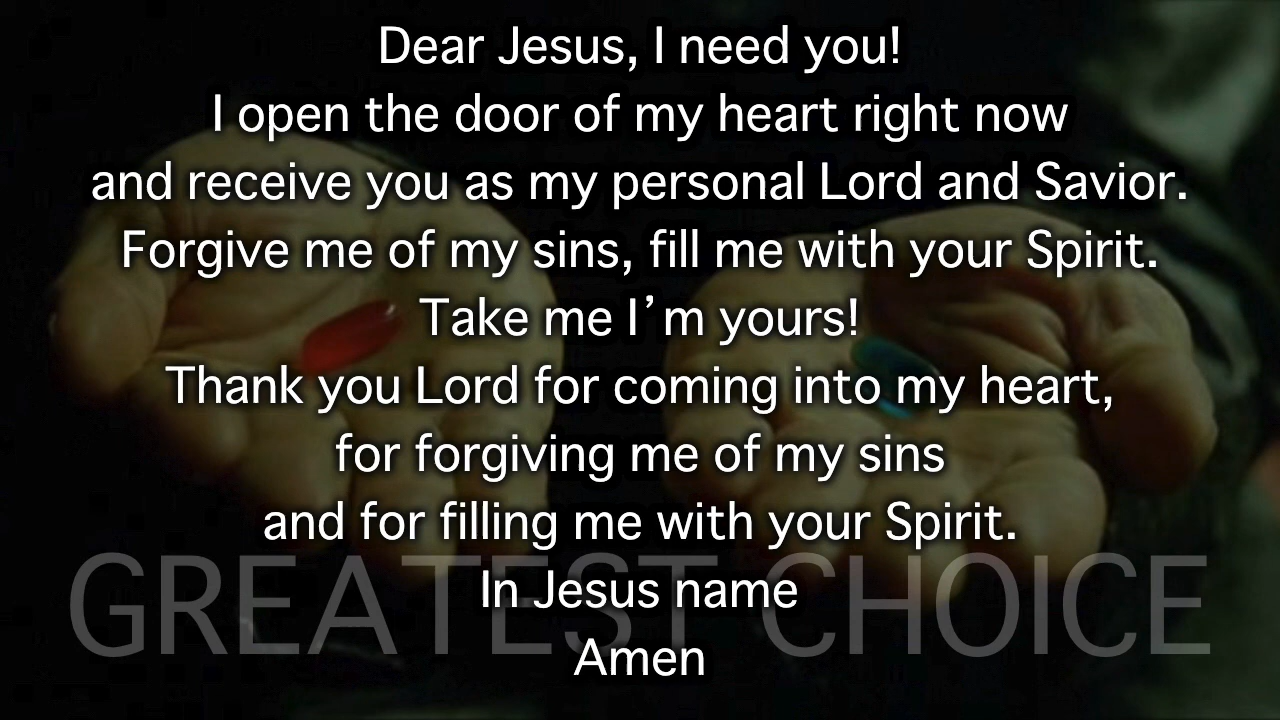 Dear Jesus, I need you!
I open the door of my heart right now
and receive you as my personal Lord and Savior.
Forgive me of my sins, fill me with your Spirit.
Take me I’m yours!
Thank you Lord for coming into my heart,
for forgiving me of my sins
and for filling me with your Spirit.
GREATEST CHOICE
In Jesus name
Amen